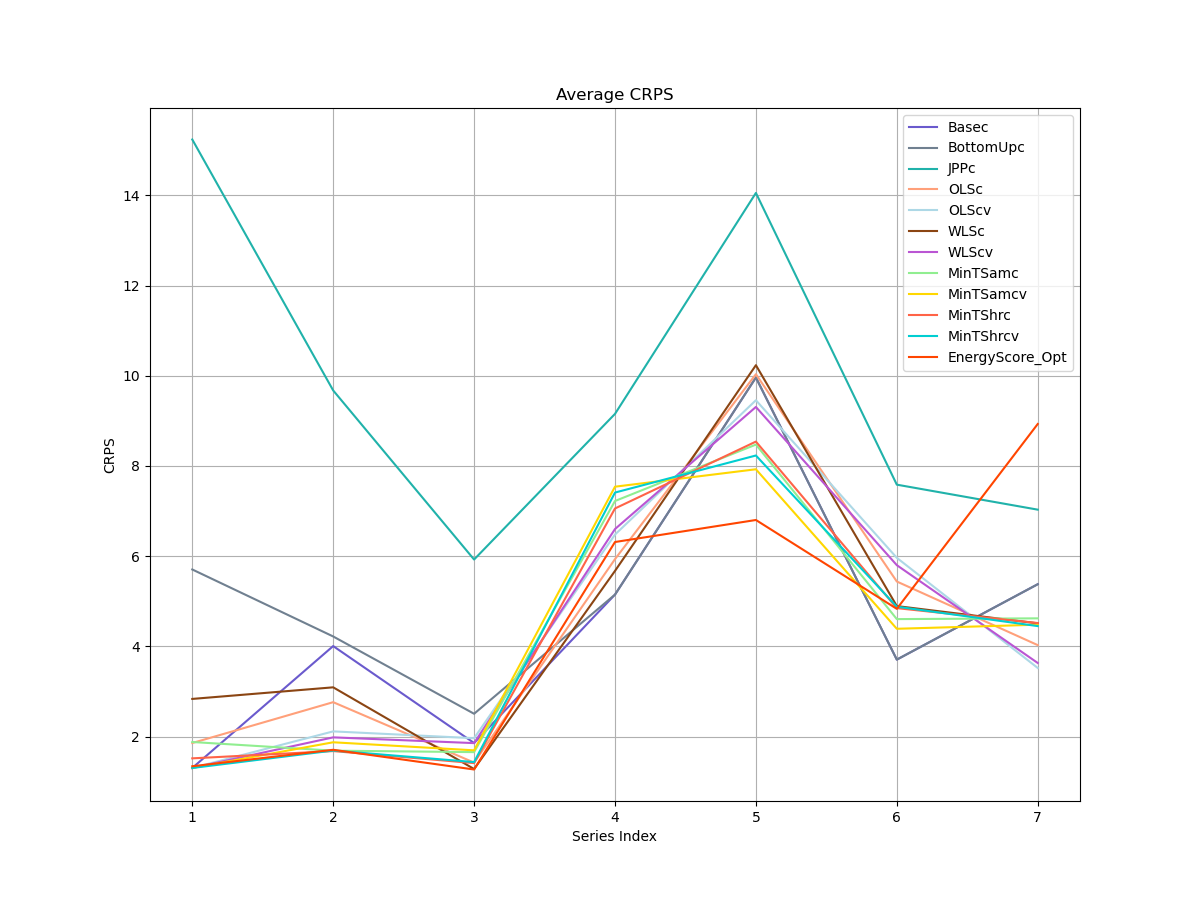 Average CRPS
CRPS
14
12
10
8
6
4
2
1 2 3 4 5 6 7
Series Index
Basec
BottomUpc
JPPc
OLSc
OLScv
WLSc
WLScv
MinTSamc
MinTSamcv
MinTShrc
MinTShrcv
EnergyScore_Opt